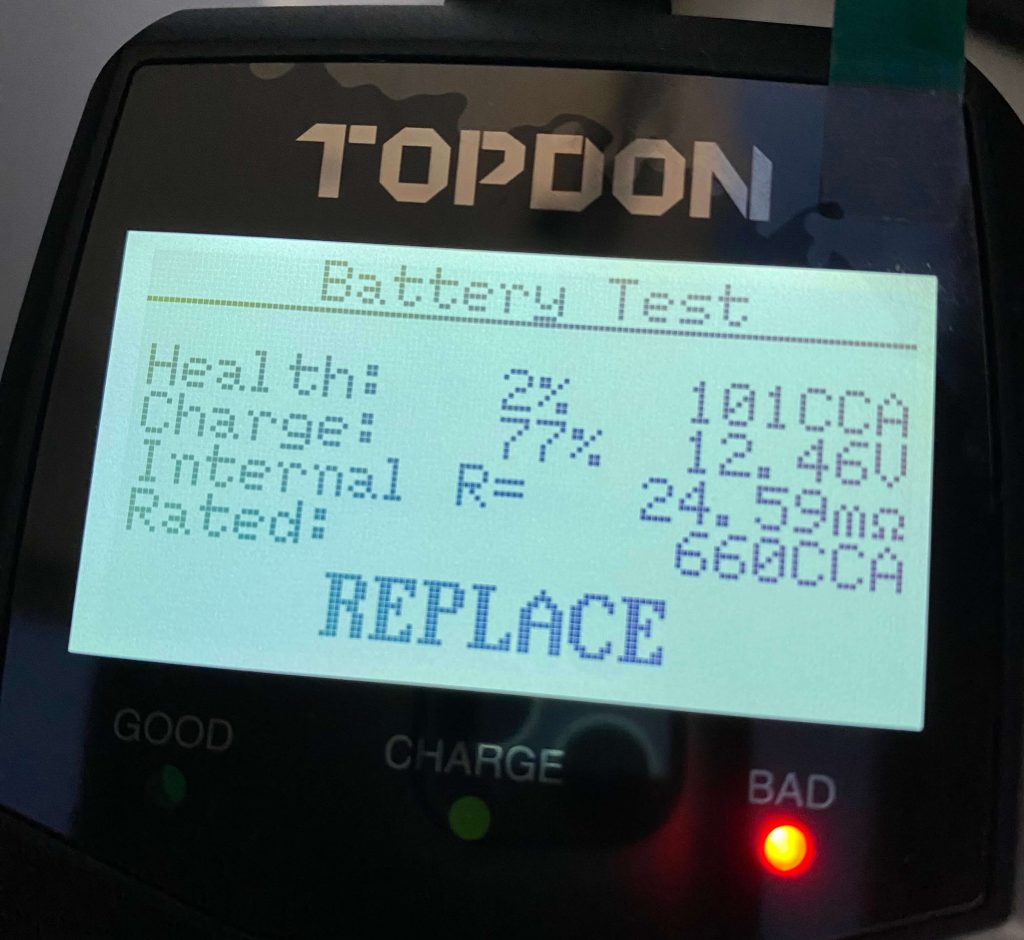 TOPDON
Battery Test
Health: 2% 101CCA
Charge: 77% 12.46V
Internal R= 24.59mΩ
Rated: 660CCA
REPLACE
GOOD CHARGE BAD